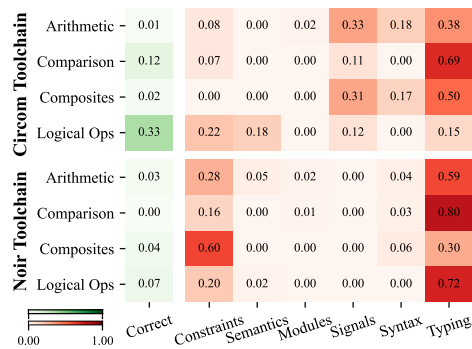 Circom Toolchain
Arithmetic 0.01 0.08 0.00 0.02 0.33 0.18 0.38
Comparison 0.12 0.07 0.00 0.00 0.11 0.00 0.69
Composites 0.02 0.00 0.00 0.00 0.31 0.17 0.50
Logical Ops 0.33 0.22 0.18 0.00 0.12 0.00 0.15
Noir Toolchain
Arithmetic 0.03 0.28 0.05 0.02 0.00 0.04 0.59
Comparison 0.00 0.16 0.00 0.01 0.00 0.03 0.80
Composites 0.04 0.60 0.00 0.00 0.00 0.06 0.30
Logical Ops 0.07 0.20 0.02 0.00 0.00 0.00 0.72
0.00 1.00
Correct Constraints Semantics Modules Signals Syntax Typing